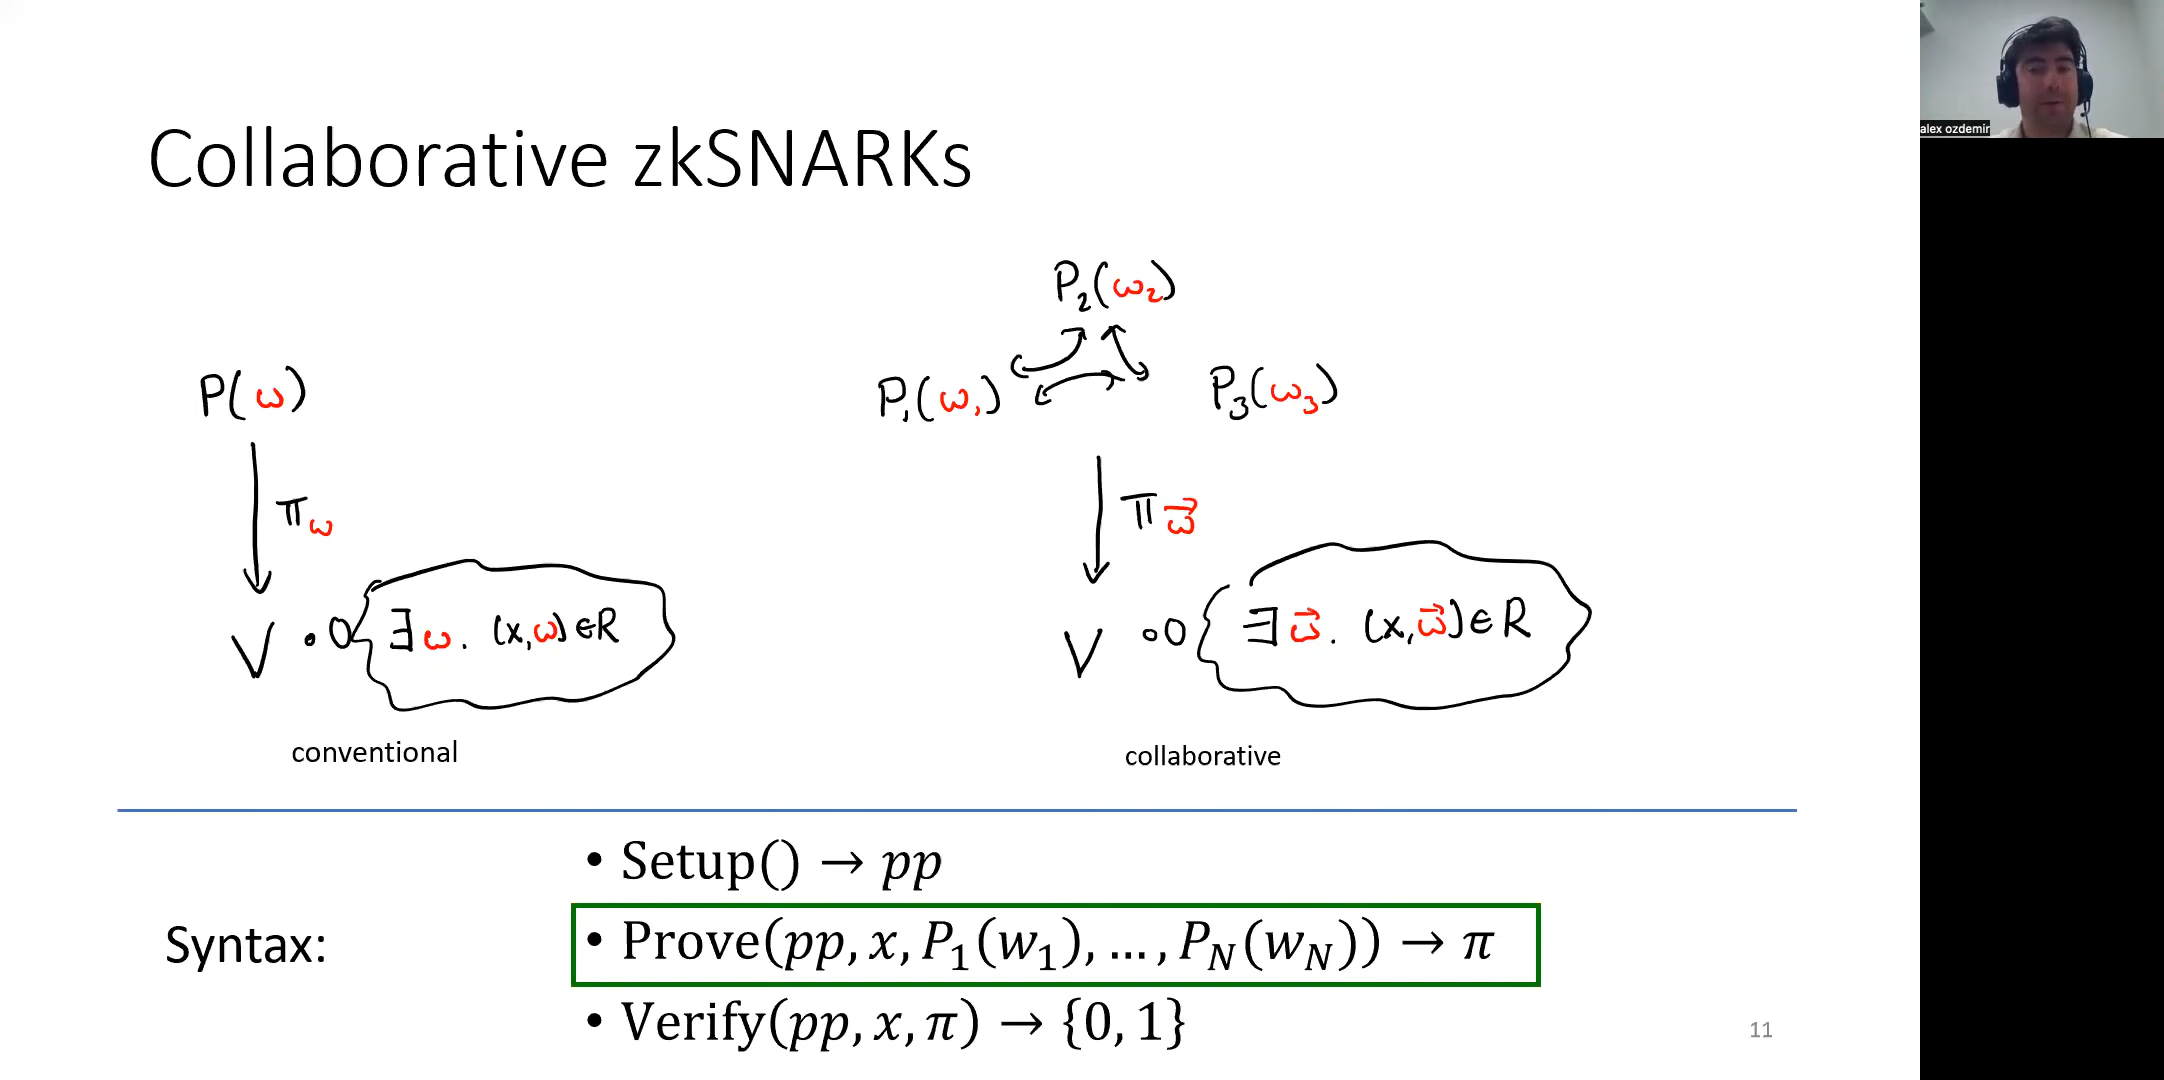 Collaborative zkSNARKs
alex ozdemir
P₂(ω₂)
P(ω)
P₁(ω₁)
P₃(ω₃)
π_ω
π_ω⃗
V
∃ω. (x,ω)∈R
V
∃ω⃗. (x,ω⃗)∈R
conventional
collaborative
Syntax:
• Setup() → pp
• Prove(pp, x, P₁(w₁), … , P_N(w_N)) → π
• Verify(pp, x, π) → {0, 1}
11